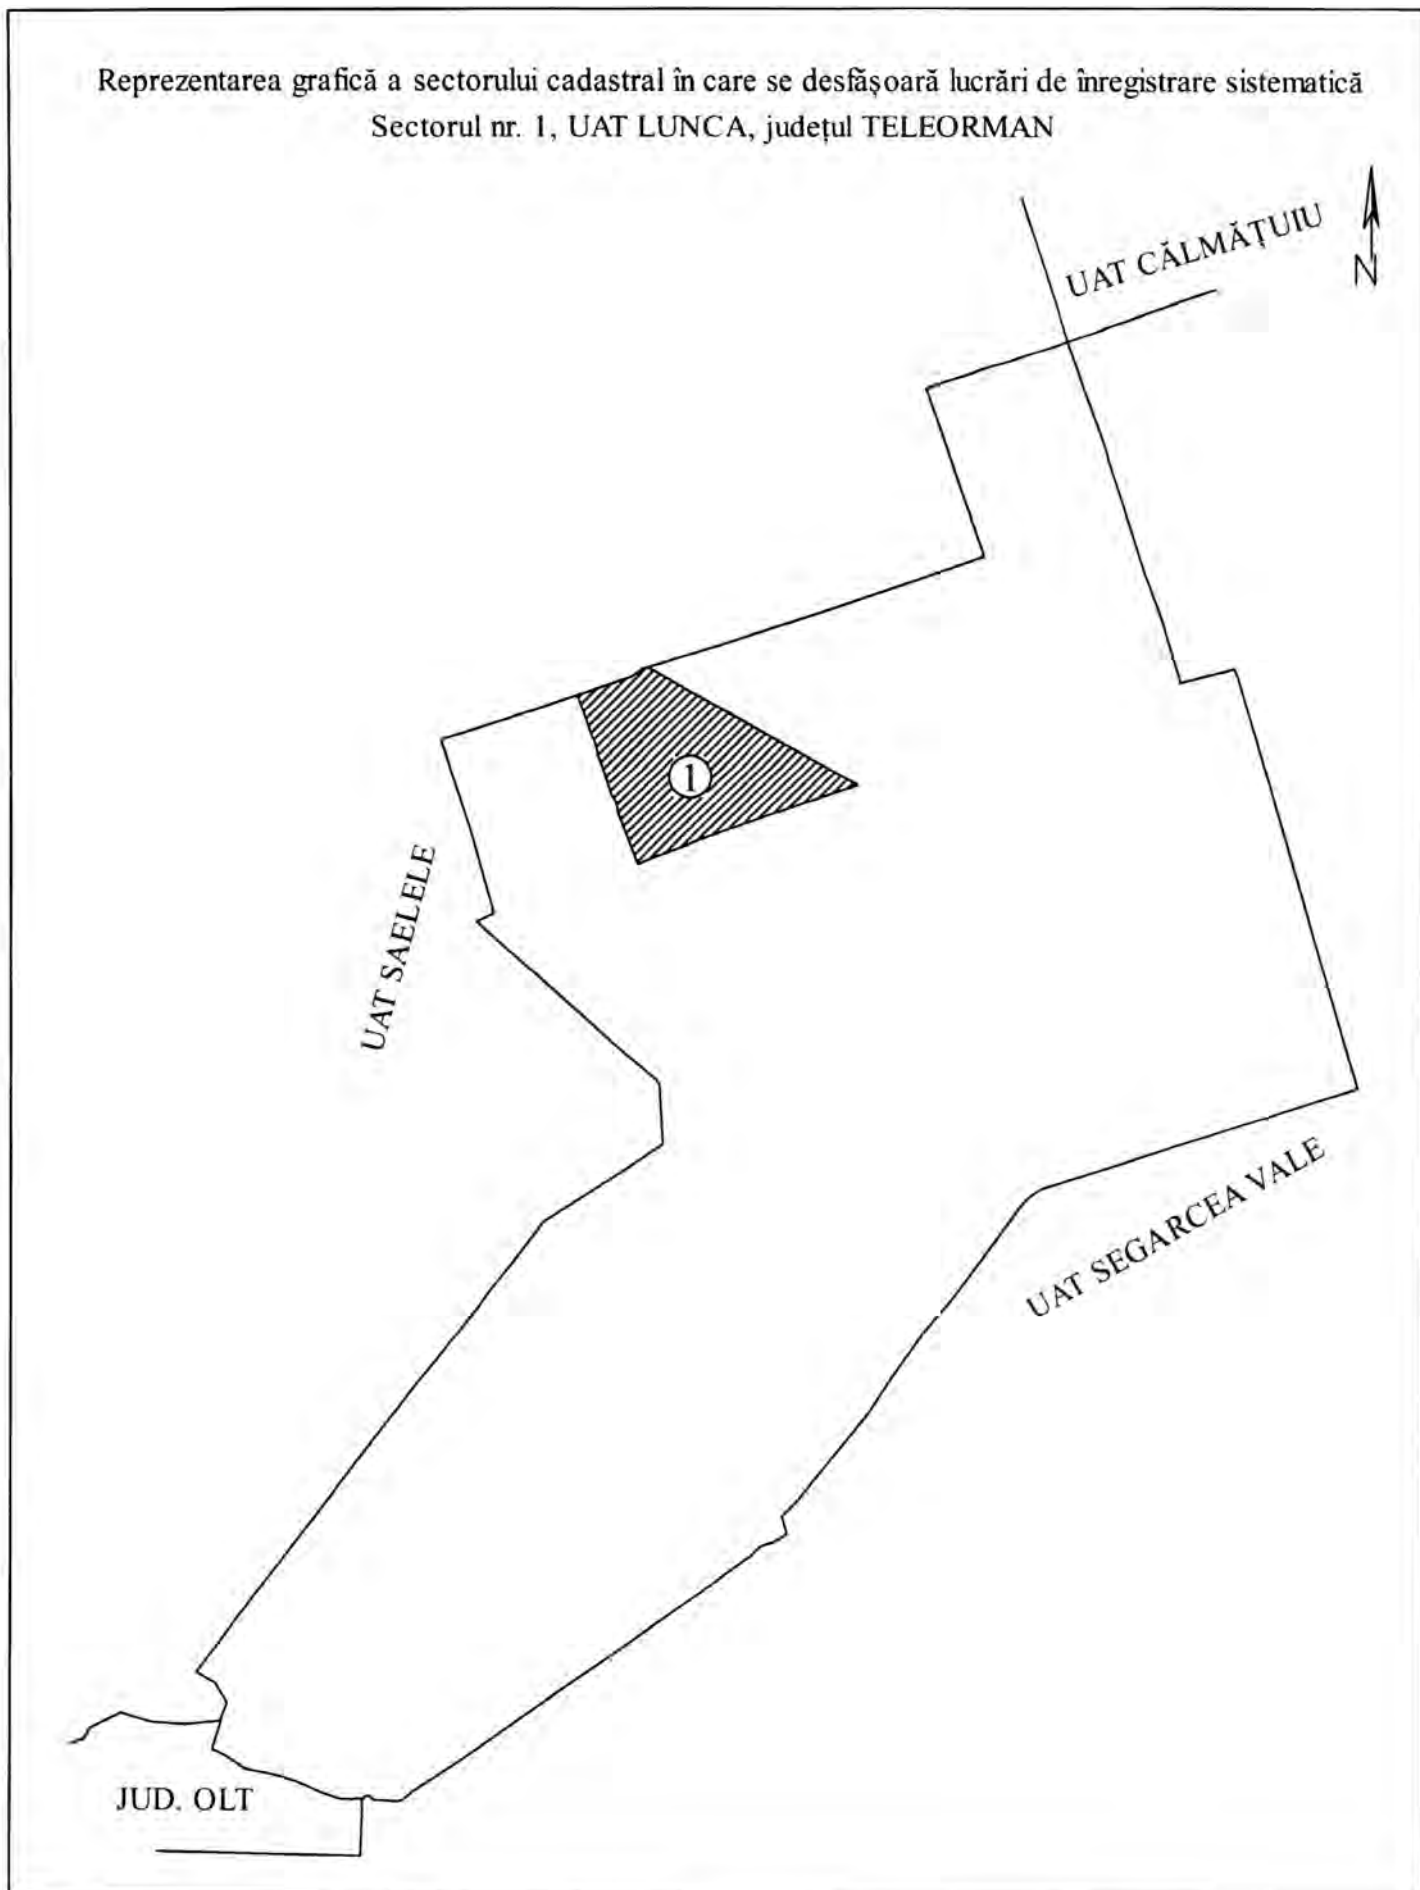 Reprezentarea grafică a sectorului cadastral în care se desfășoară lucrări de înregistrare sistematică
Sectorul nr. 1, UAT LUNCA, județul TELEORMAN
UAT CĂLMĂȚUIU
N
1
UAT SAELELE
UAT SEGARCEA VALE
JUD. OLT